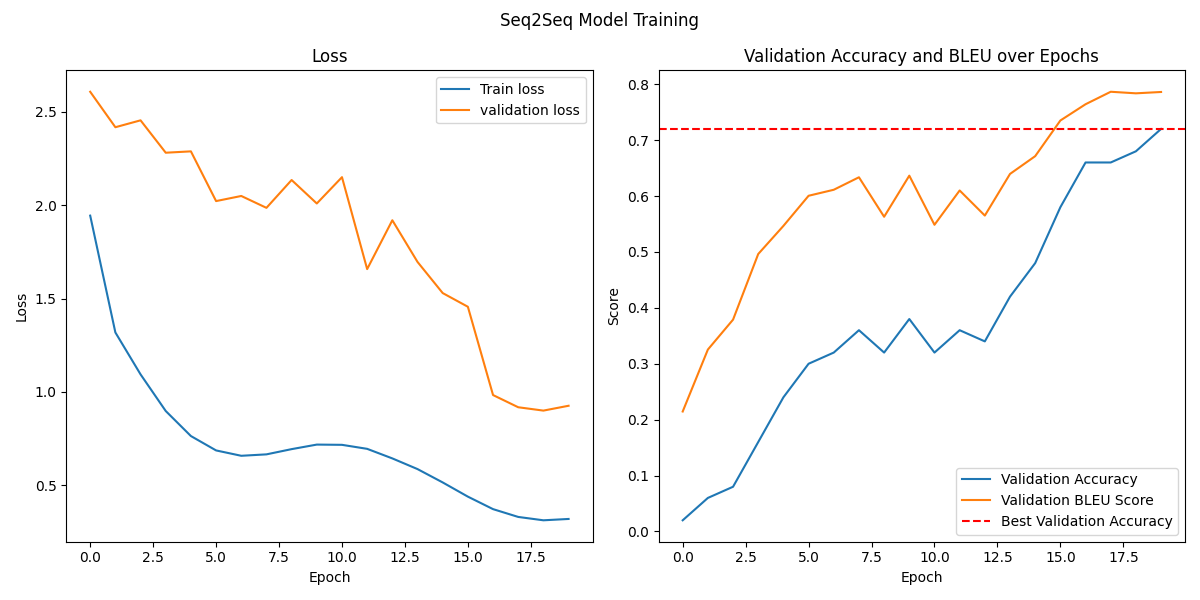 Seq2Seq Model Training
Loss
Train loss
validation loss
2.5
2.0
1.5
1.0
0.5
Loss
0.0 2.5 5.0 7.5 10.0 12.5 15.0 17.5
Epoch
Validation Accuracy and BLEU over Epochs
0.8
0.7
0.6
0.5
0.4
0.3
0.2
0.1
0.0
Score
Validation Accuracy
Validation BLEU Score
Best Validation Accuracy
0.0 2.5 5.0 7.5 10.0 12.5 15.0 17.5
Epoch